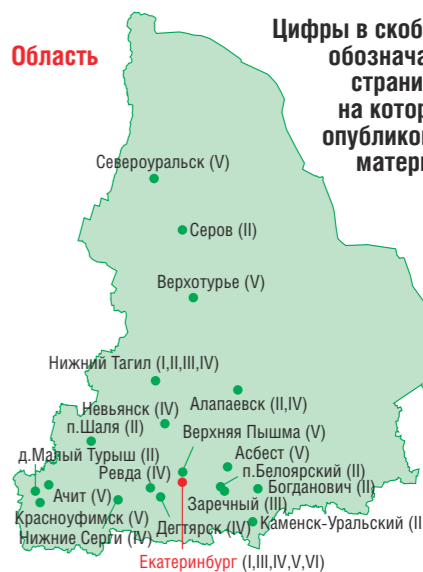 Область
Цифры в скоб
обознача
страни
на котор
опубликов
матери
Североуральск (V)
Серов (II)
Верхотурье (V)
Нижний Тагил (I,II,III,IV)
Алапаевск (II,IV)
Невьянск (IV)
п.Шаля (II)
Верхняя Пышма (V)
д.Малый Турыш (II)
Асбест (V)
Ревда (IV)
п.Белоярский (II)
Ачит (V)
Богданович (II)
Заречный (III)
Красноуфимск (V)
Дегтярск (IV)
Каменск-Уральский (II
Нижние Серги (IV)
Екатеринбург (I,III,IV,V,VI)